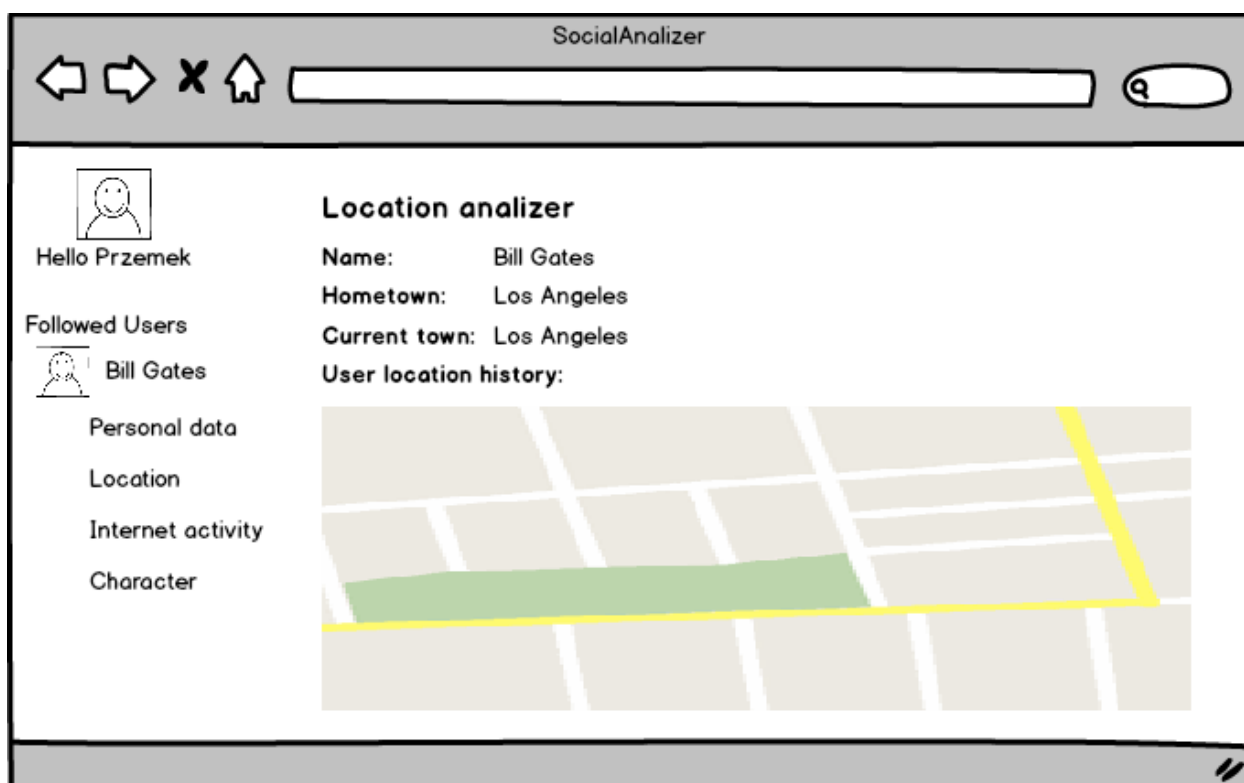 SocialAnalizer
Hello Przemek
Followed Users
Bill Gates
Personal data
Location
Internet activity
Character
Location analizer
Name: Bill Gates
Hometown: Los Angeles
Current town: Los Angeles
User location history: